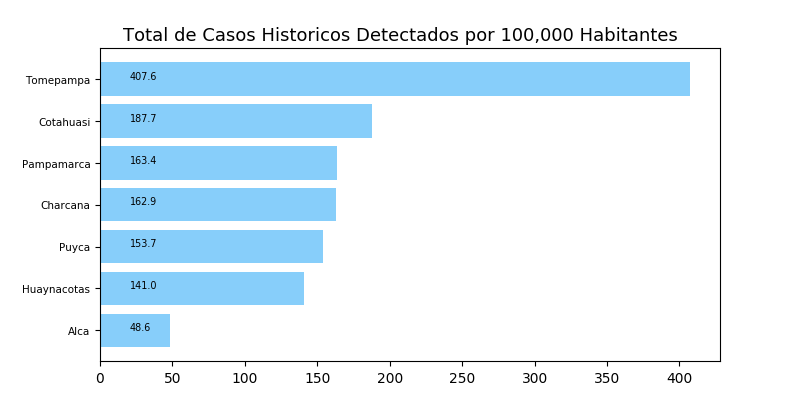 Total de Casos Historicos Detectados por 100,000 Habitantes
Tomepampa 407.6
Cotahuasi 187.7
Pampamarca 163.4
Charcana 162.9
Puyca 153.7
Huaynacotas 141.0
Alca 48.6
0 50 100 150 200 250 300 350 400